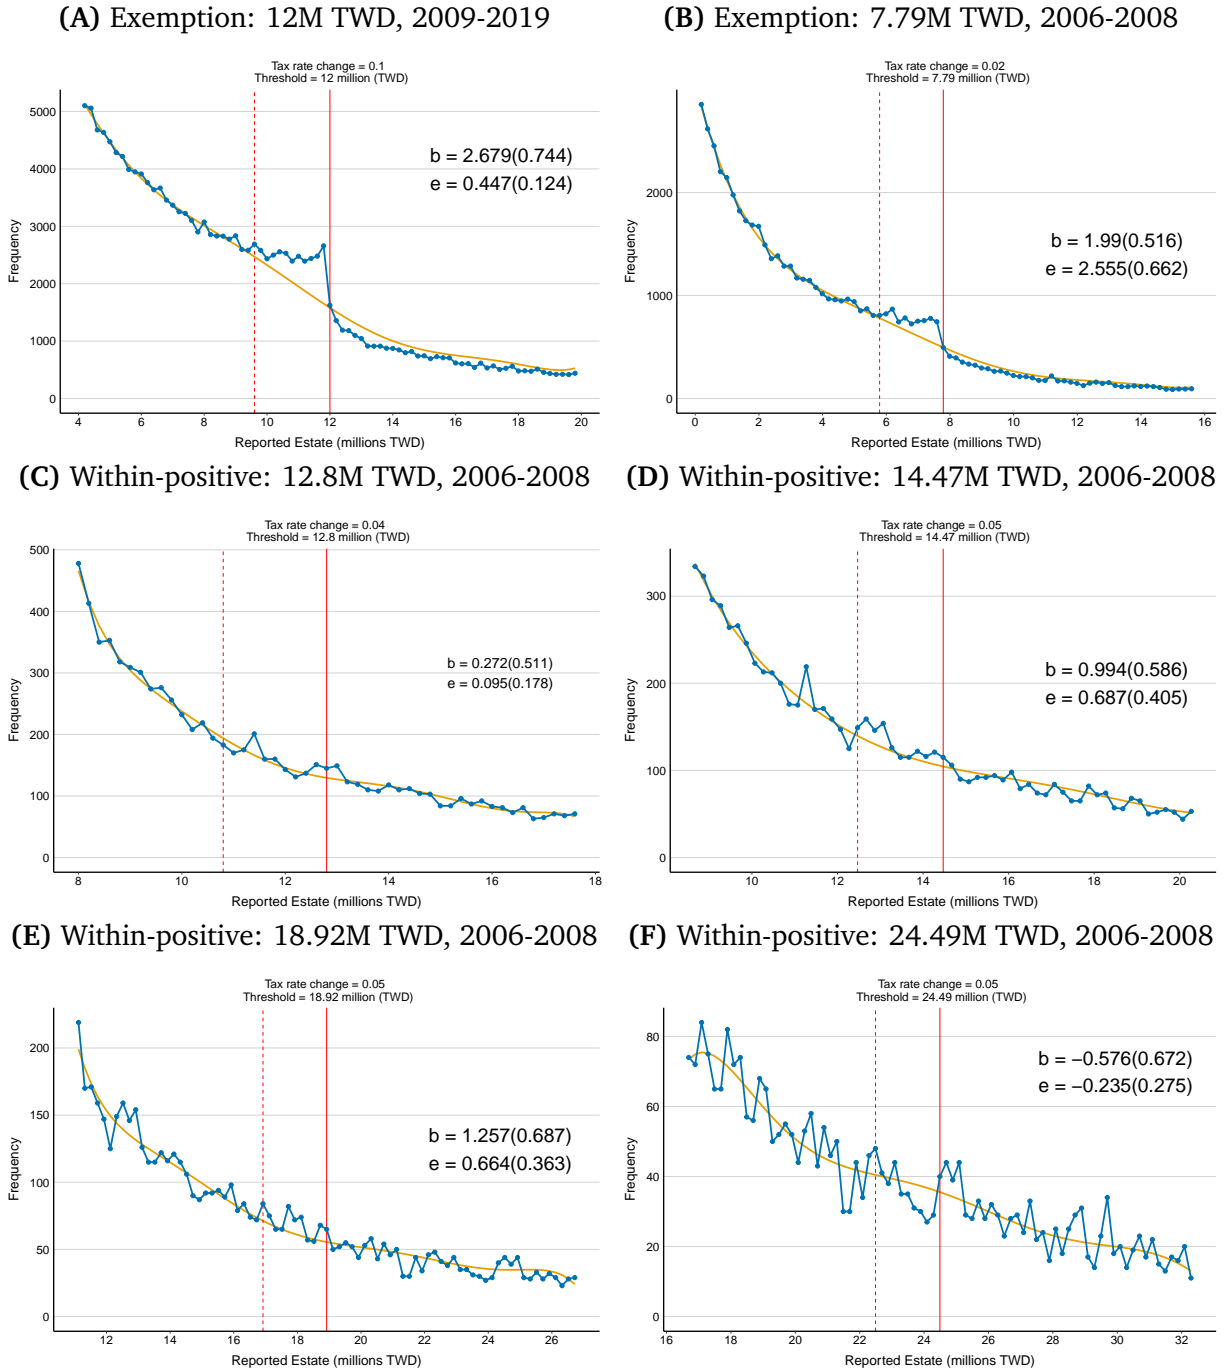 (A) Exemption: 12M TWD, 2009-2019
Tax rate change = 0.1
Threshold = 12 million (TWD)
b = 2.679(0.744)
e = 0.447(0.124)
Frequency
5000
4000
3000
2000
1000
0
4 6 8 10 12 14 16 18 20
Reported Estate (millions TWD)
(B) Exemption: 7.79M TWD, 2006-2008
Tax rate change = 0.02
Threshold = 7.79 million (TWD)
b = 1.99(0.516)
e = 2.555(0.662)
Frequency
2000
1000
0
0 2 4 6 8 10 12 14 16
Reported Estate (millions TWD)
(C) Within-positive: 12.8M TWD, 2006-2008
Tax rate change = 0.04
Threshold = 12.8 million (TWD)
b = 0.272(0.511)
e = 0.095(0.178)
Frequency
500
400
300
200
100
0
8 10 12 14 16 18
Reported Estate (millions TWD)
(D) Within-positive: 14.47M TWD, 2006-2008
Tax rate change = 0.05
Threshold = 14.47 million (TWD)
b = 0.994(0.586)
e = 0.687(0.405)
Frequency
300
200
100
0
10 12 14 16 18 20
Reported Estate (millions TWD)
(E) Within-positive: 18.92M TWD, 2006-2008
Tax rate change = 0.05
Threshold = 18.92 million (TWD)
b = 1.257(0.687)
e = 0.664(0.363)
Frequency
200
150
100
50
0
12 14 16 18 20 22 24 26
Reported Estate (millions TWD)
(F) Within-positive: 24.49M TWD, 2006-2008
Tax rate change = 0.05
Threshold = 24.49 million (TWD)
b = −0.576(0.672)
e = −0.235(0.275)
Frequency
80
60
40
20
0
16 18 20 22 24 26 28 30 32
Reported Estate (millions TWD)